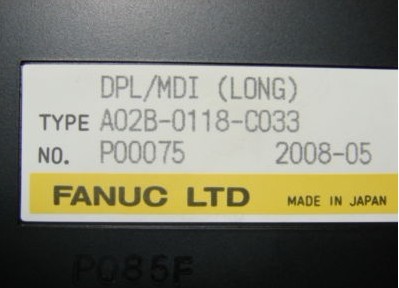 DPL/MDI (LONG)
TYPE A02B-0118-C033
NO. P00075 2008-05
FANUC LTD MADE IN JAPAN